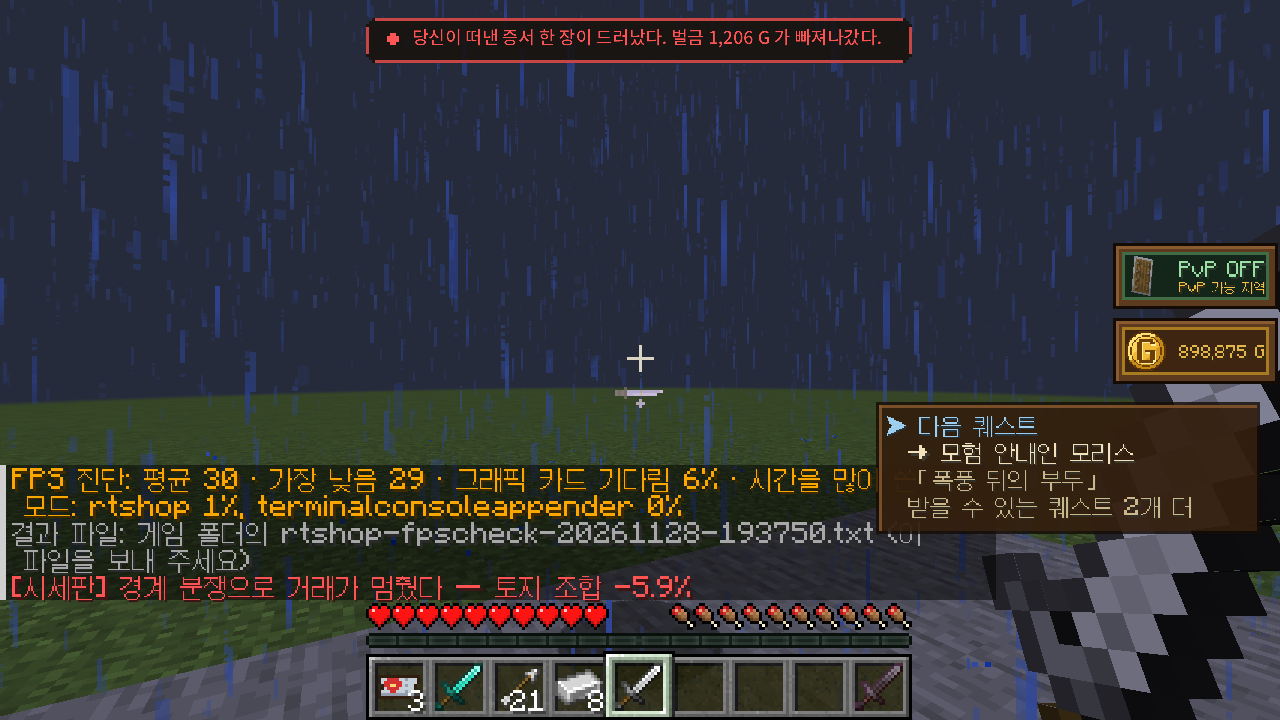 당신이 떠낸 증서 한 장이 드러났다. 벌금 1,206 G 가 빠져나갔다.
PvP OFF
PvP 가능 지역
898,875 G
다음 퀘스트
→ 모험 안내인 모리스
「폭풍 뒤의 부두」
받을 수 있는 퀘스트 2개 더
FPS 진단: 평균 30 · 가장 낮음 29 · 그래픽 카드 기다림 6% · 시간을 많이
모드: rtshop 1%, terminalconsoleappender 0%
결과 파일: 게임 폴더의 rtshop-fpscheck-20261128-193750.txt (이
파일을 보내 주세요)
[시세판] 경계 분쟁으로 거래가 멈췄다 — 토지 조합 -5.9%
3
21
8